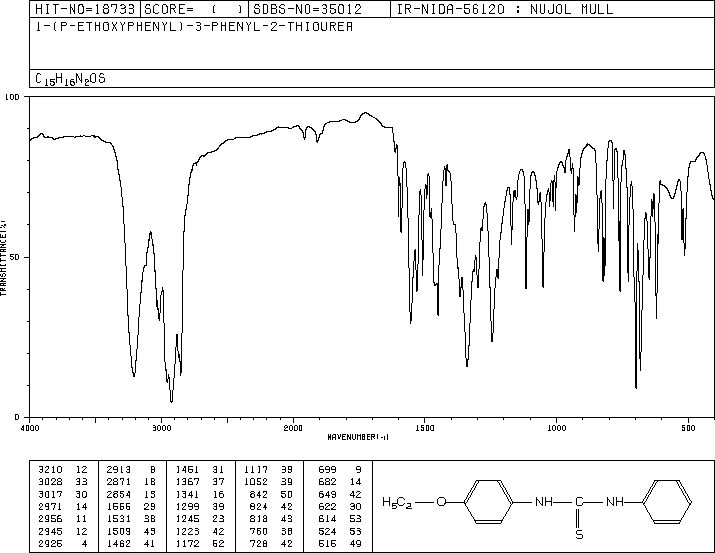 HIT-NO=18733 SCORE= ( ) SDBS-NO=35012 IR-NIDA-56120 : NUJOL MULL
1-(P-ETHOXYPHENYL)-3-PHENYL-2-THIOUREA
C15H16N2OS
100
TRANSMITTANCE(%)
50
0
4000 3000 2000 1500 1000 500
WAVENUMBER(-1)
3210 12 2913 8 1451 31 1117 39 699 9
3028 33 2871 18 1367 37 1052 39 682 14
3017 30 2854 15 1341 16 842 50 649 42
2971 14 1555 29 1299 39 824 42 622 30
2956 11 1531 38 1245 23 818 43 614 53
2945 12 1509 43 1223 42 760 38 524 53
2925 4 1462 41 1172 52 728 42 515 49
H5C2 O NH C NH
S